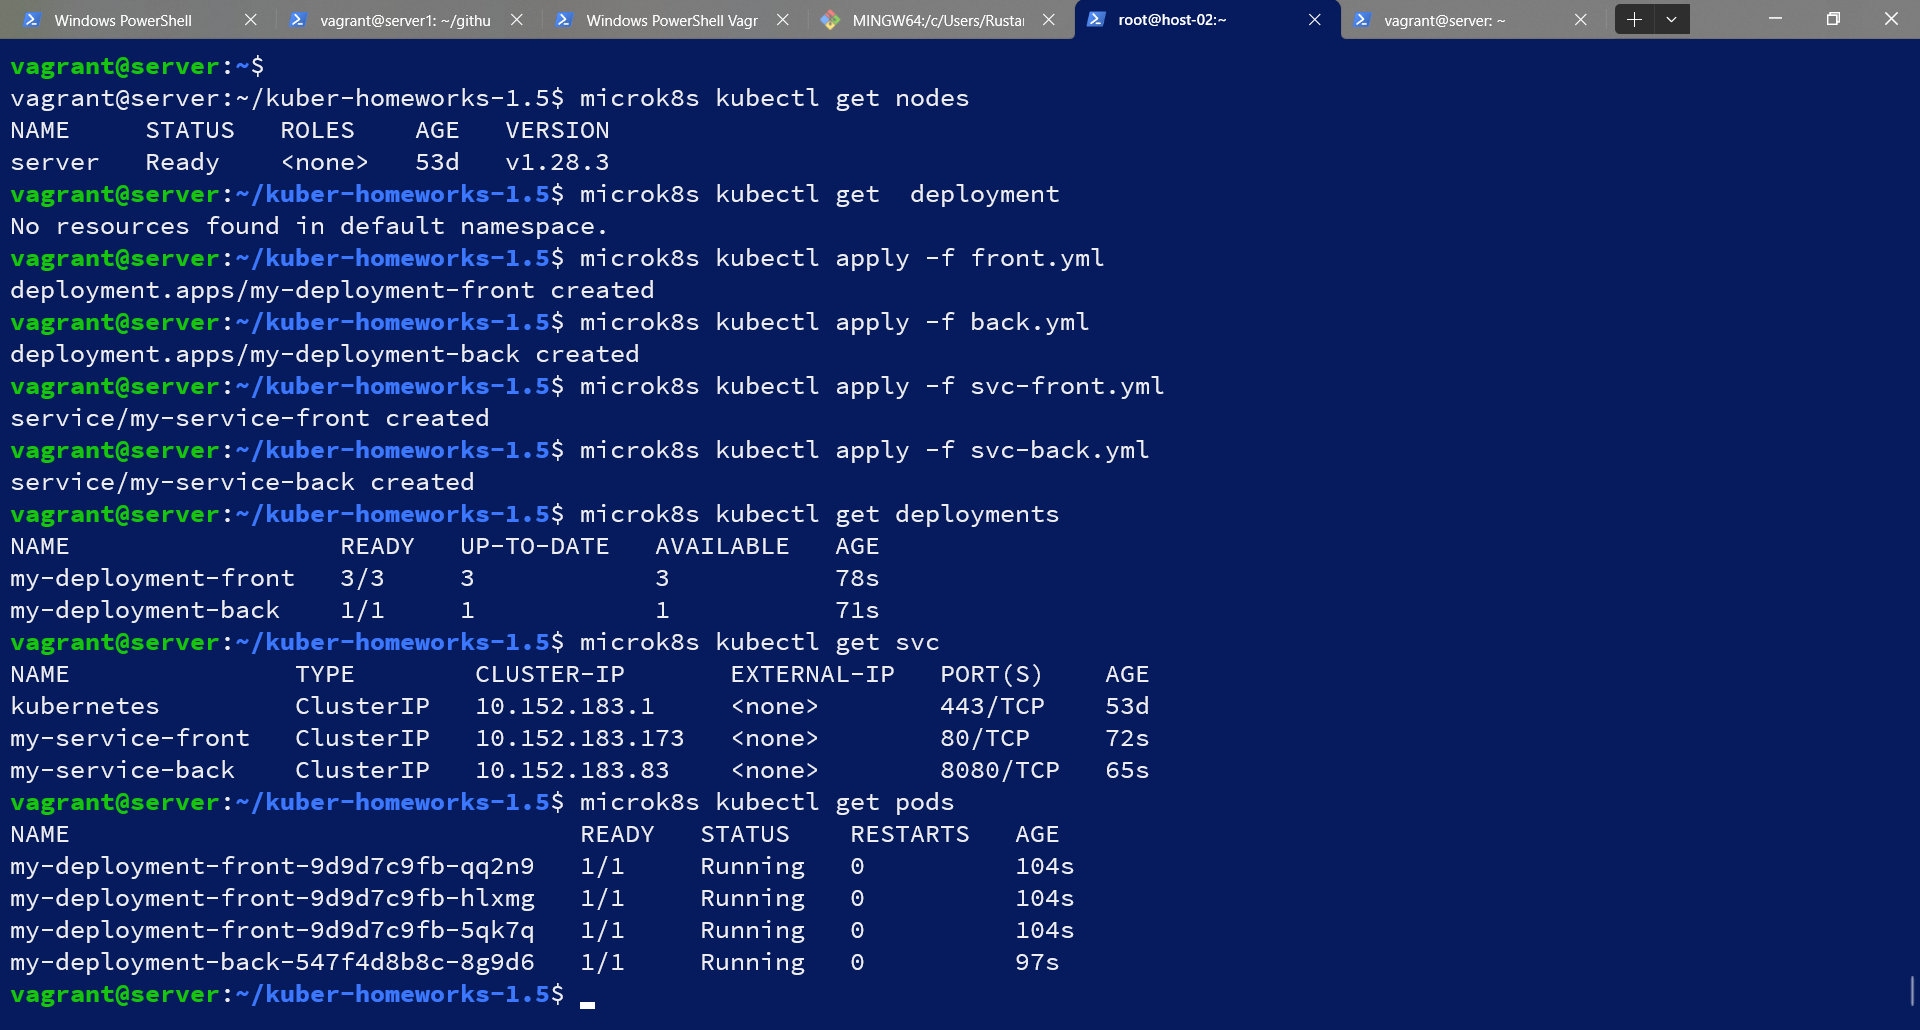 Windows PowerShell
vagrant@server1: ~/githu
Windows PowerShell Vagr
MINGW64:/c/Users/Rusta
root@host-02:~
vagrant@server: ~
vagrant@server:~$
vagrant@server:~/kuber-homeworks-1.5$ microk8s kubectl get nodes
NAME     STATUS   ROLES    AGE   VERSION
server   Ready    <none>   53d   v1.28.3
vagrant@server:~/kuber-homeworks-1.5$ microk8s kubectl get  deployment
No resources found in default namespace.
vagrant@server:~/kuber-homeworks-1.5$ microk8s kubectl apply -f front.yml
deployment.apps/my-deployment-front created
vagrant@server:~/kuber-homeworks-1.5$ microk8s kubectl apply -f back.yml
deployment.apps/my-deployment-back created
vagrant@server:~/kuber-homeworks-1.5$ microk8s kubectl apply -f svc-front.yml
service/my-service-front created
vagrant@server:~/kuber-homeworks-1.5$ microk8s kubectl apply -f svc-back.yml
service/my-service-back created
vagrant@server:~/kuber-homeworks-1.5$ microk8s kubectl get deployments
NAME                  READY   UP-TO-DATE   AVAILABLE   AGE
my-deployment-front   3/3     3            3           78s
my-deployment-back    1/1     1            1           71s
vagrant@server:~/kuber-homeworks-1.5$ microk8s kubectl get svc
NAME               TYPE        CLUSTER-IP       EXTERNAL-IP   PORT(S)    AGE
kubernetes         ClusterIP   10.152.183.1     <none>        443/TCP    53d
my-service-front   ClusterIP   10.152.183.173   <none>        80/TCP     72s
my-service-back    ClusterIP   10.152.183.83    <none>        8080/TCP   65s
vagrant@server:~/kuber-homeworks-1.5$ microk8s kubectl get pods
NAME                                  READY   STATUS    RESTARTS   AGE
my-deployment-front-9d9d7c9fb-qq2n9   1/1     Running   0          104s
my-deployment-front-9d9d7c9fb-hlxmg   1/1     Running   0          104s
my-deployment-front-9d9d7c9fb-5qk7q   1/1     Running   0          104s
my-deployment-back-547f4d8b8c-8g9d6   1/1     Running   0          97s
vagrant@server:~/kuber-homeworks-1.5$